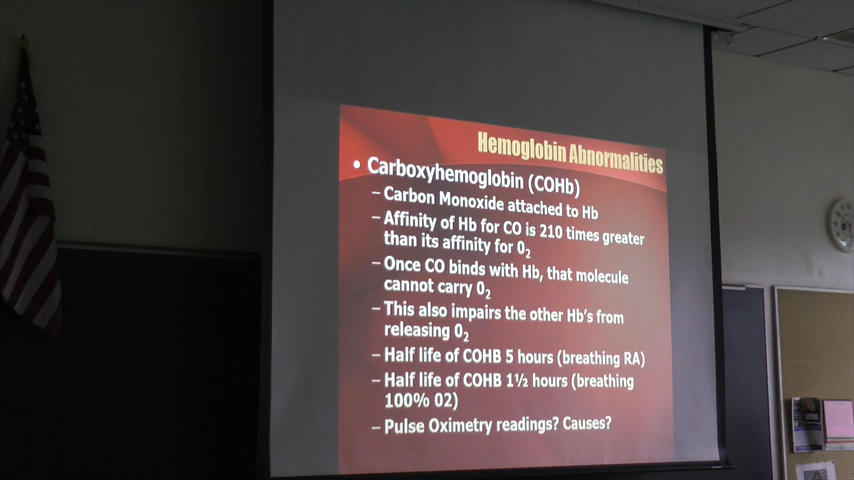 Hemoglobin Abnormalities
• Carboxyhemoglobin (COHb)
– Carbon Monoxide attached to Hb
– Affinity of Hb for CO is 210 times greater
than its affinity for 0₂
– Once CO binds with Hb, that molecule
cannot carry 0₂
– This also impairs the other Hb's from
releasing 0₂
– Half life of COHB 5 hours (breathing RA)
– Half life of COHB 1½ hours (breathing
100% 02)
– Pulse Oximetry readings? Causes?